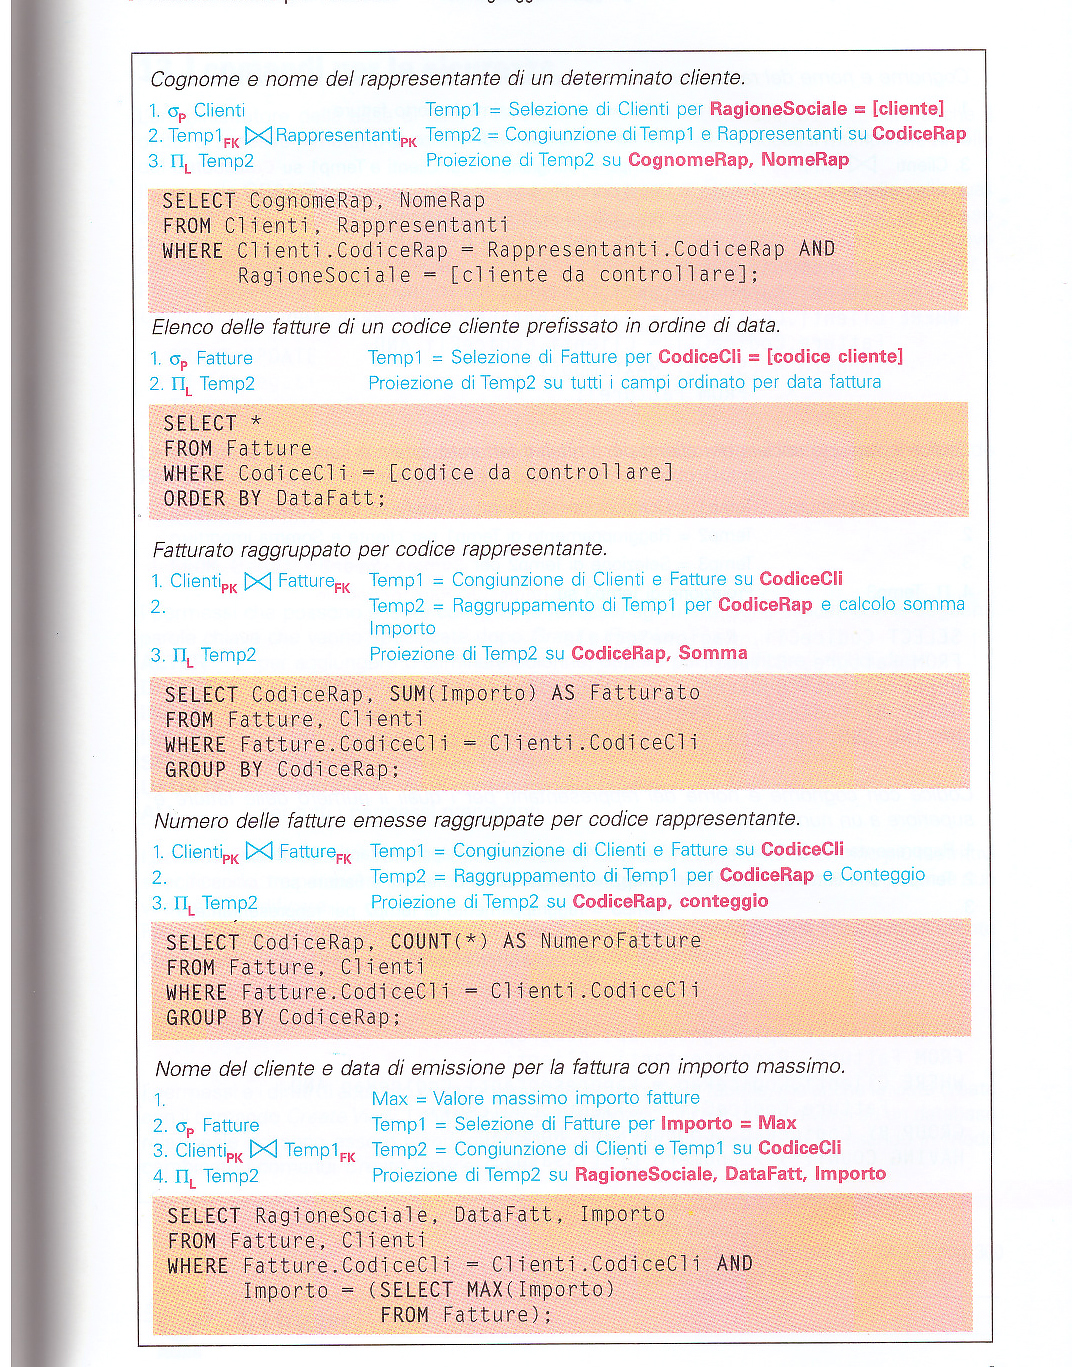 Cognome e nome del rappresentante di un determinato cliente.
1. σP Clienti Temp1 = Selezione di Clienti per RagioneSociale = [cliente]
2. Temp1FK ⋈ RappresentantiPK Temp2 = Congiunzione di Temp1 e Rappresentanti su CodiceRap
3. ΠL Temp2 Proiezione di Temp2 su CognomeRap, NomeRap
SELECT CognomeRap, NomeRap
FROM Clienti, Rappresentanti
WHERE Clienti.CodiceRap = Rappresentanti.CodiceRap AND
RagioneSociale = [cliente da controllare];
Elenco delle fatture di un codice cliente prefissato in ordine di data.
1. σP Fatture Temp1 = Selezione di Fatture per CodiceCli = [codice cliente]
2. ΠL Temp2 Proiezione di Temp2 su tutti i campi ordinato per data fattura
SELECT *
FROM Fatture
WHERE CodiceCli = [codice da controllare]
ORDER BY DataFatt;
Fatturato raggruppato per codice rappresentante.
1. ClientiPK ⋈ FattureFK Temp1 = Congiunzione di Clienti e Fatture su CodiceCli
2. Temp2 = Raggruppamento di Temp1 per CodiceRap e calcolo somma
Importo
3. ΠL Temp2 Proiezione di Temp2 su CodiceRap, Somma
SELECT CodiceRap, SUM(Importo) AS Fatturato
FROM Fatture, Clienti
WHERE Fatture.CodiceCli = Clienti.CodiceCli
GROUP BY CodiceRap;
Numero delle fatture emesse raggruppate per codice rappresentante.
1. ClientiPK ⋈ FattureFK Temp1 = Congiunzione di Clienti e Fatture su CodiceCli
2. Temp2 = Raggruppamento di Temp1 per CodiceRap e Conteggio
3. ΠL Temp2 Proiezione di Temp2 su CodiceRap, conteggio
SELECT CodiceRap, COUNT(*) AS NumeroFatture
FROM Fatture, Clienti
WHERE Fatture.CodiceCli = Clienti.CodiceCli
GROUP BY CodiceRap;
Nome del cliente e data di emissione per la fattura con importo massimo.
1. Max = Valore massimo importo fatture
2. σP Fatture Temp1 = Selezione di Fatture per Importo = Max
3. ClientiPK ⋈ Temp1FK Temp2 = Congiunzione di Clienti e Temp1 su CodiceCli
4. ΠL Temp2 Proiezione di Temp2 su RagioneSociale, DataFatt, Importo
SELECT RagioneSociale, DataFatt, Importo
FROM Fatture, Clienti
WHERE Fatture.CodiceCli = Clienti.CodiceCli AND
Importo = (SELECT MAX(Importo)
FROM Fatture);